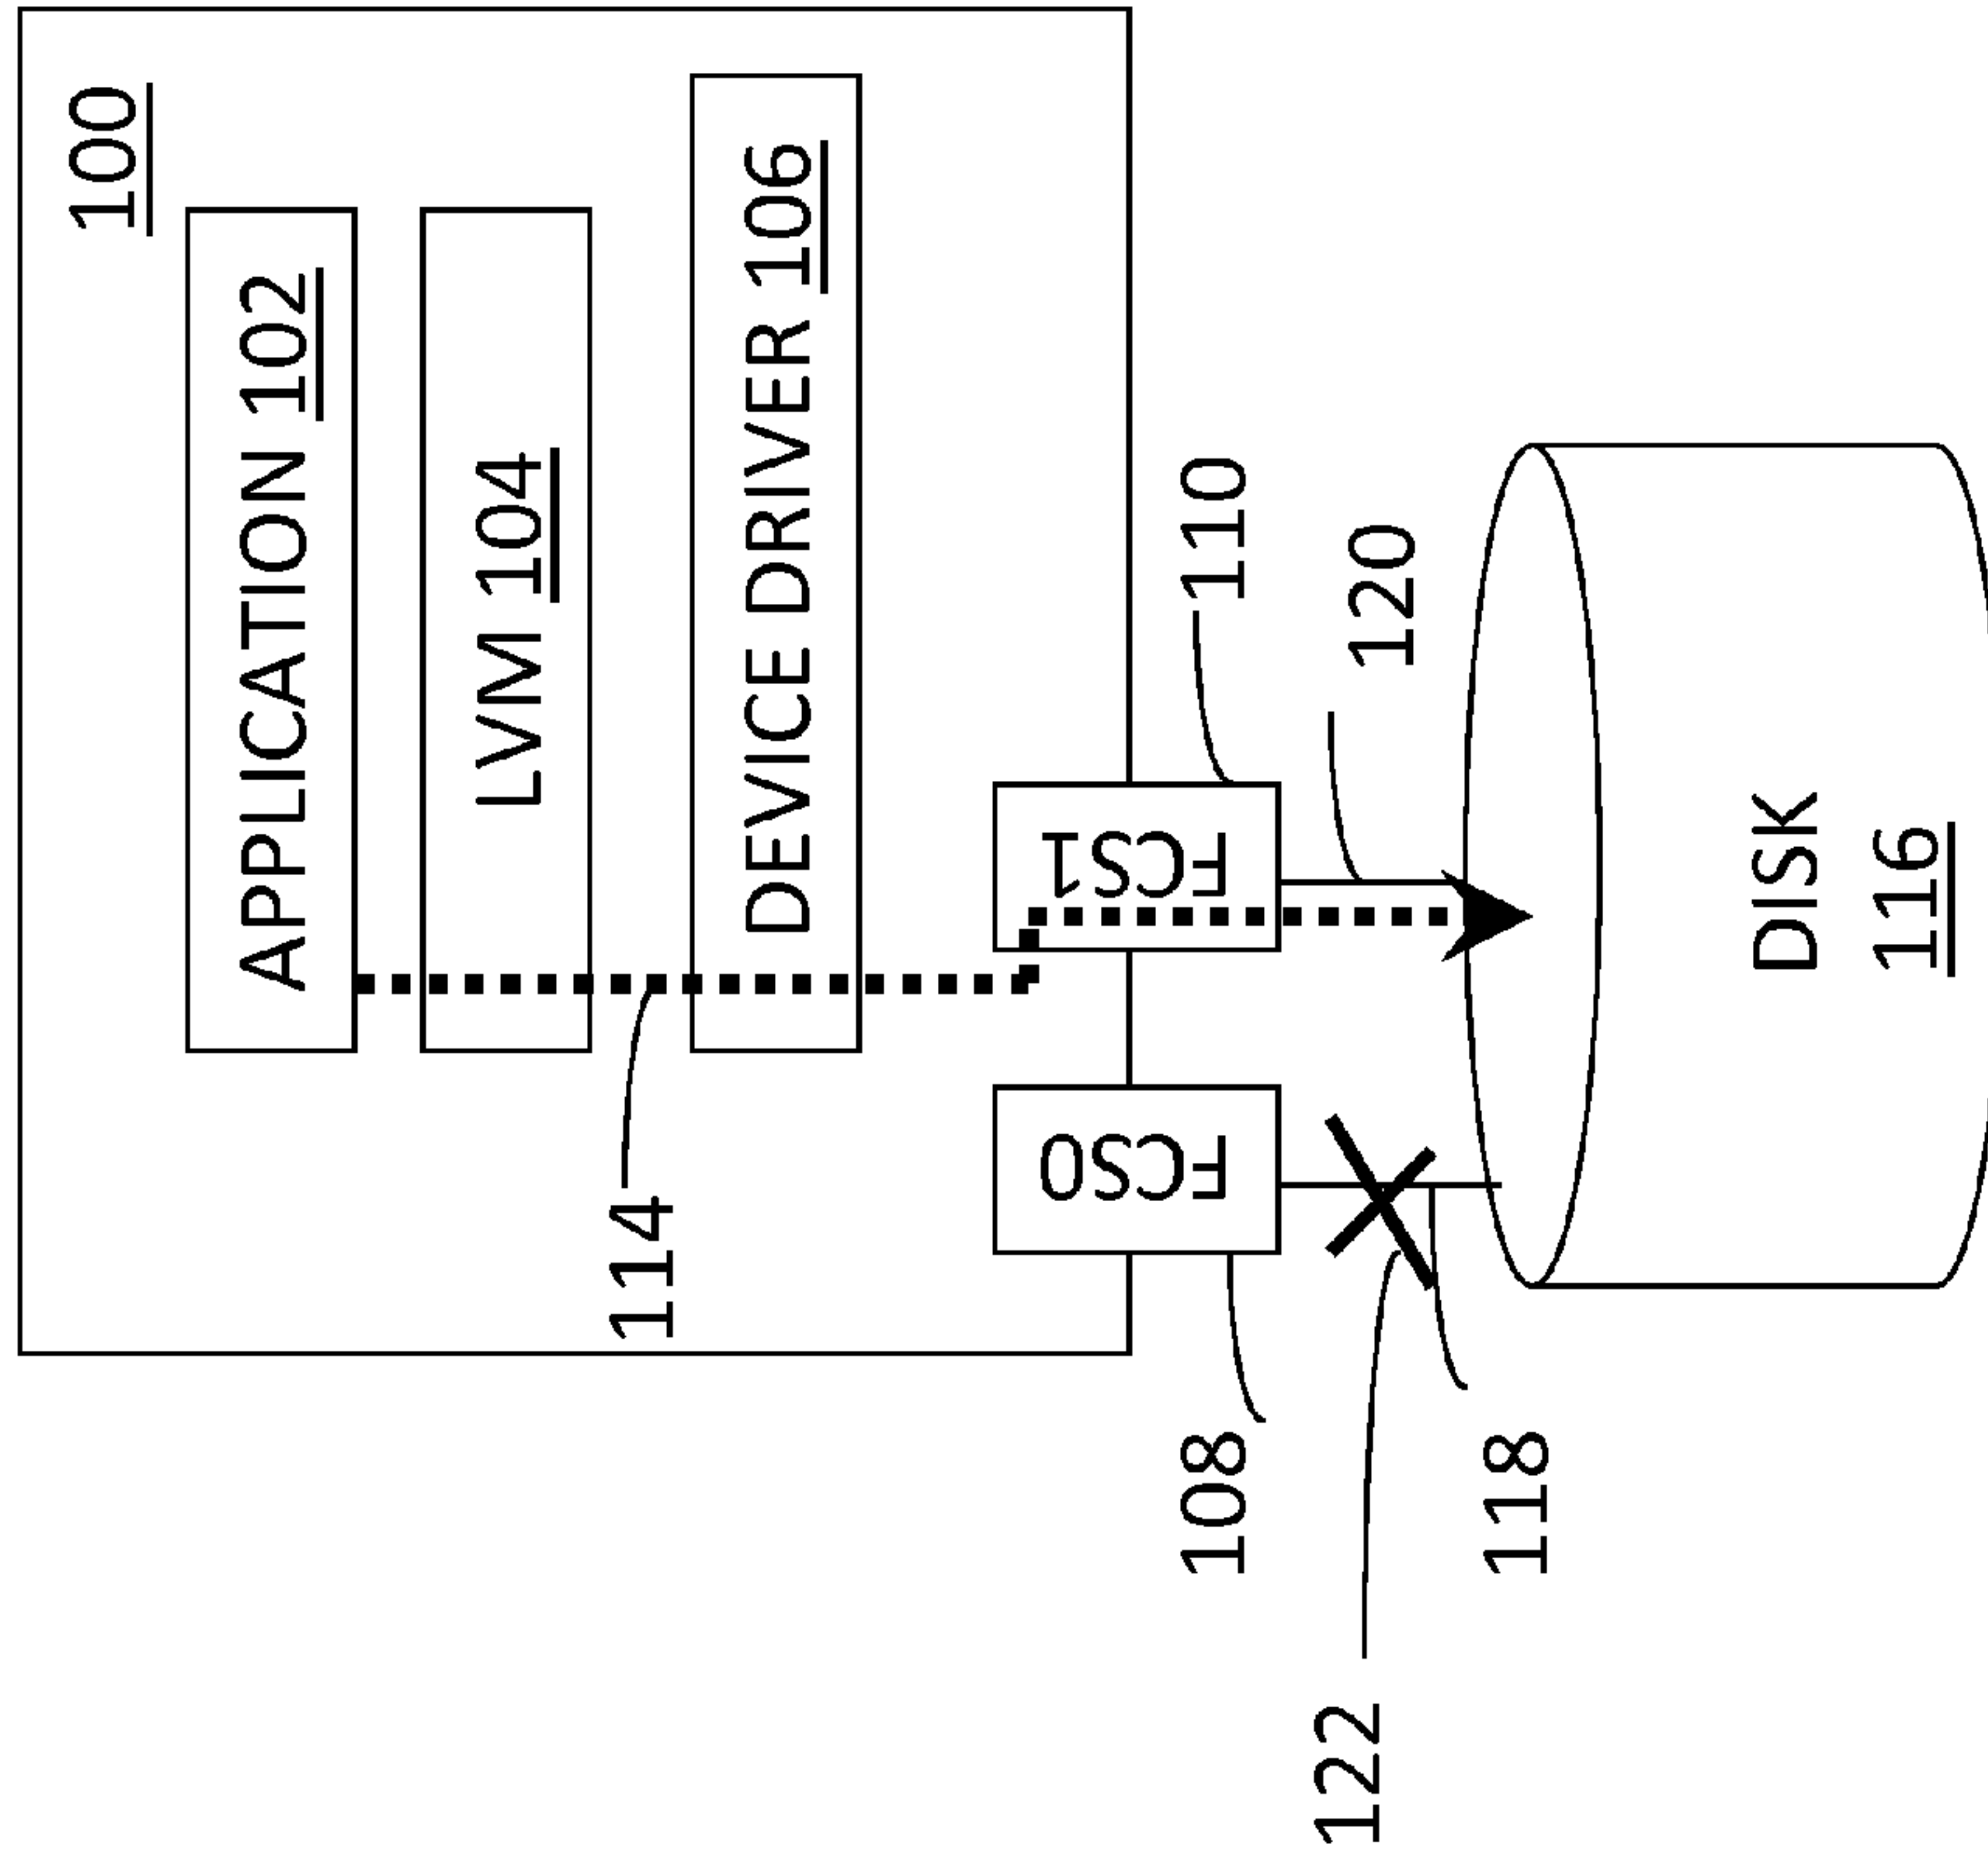 100
APPLICATION 102
LVM 104
DEVICE DRIVER 106
114
FCS0
FCS1
108
110
122
120
118
DISK
116